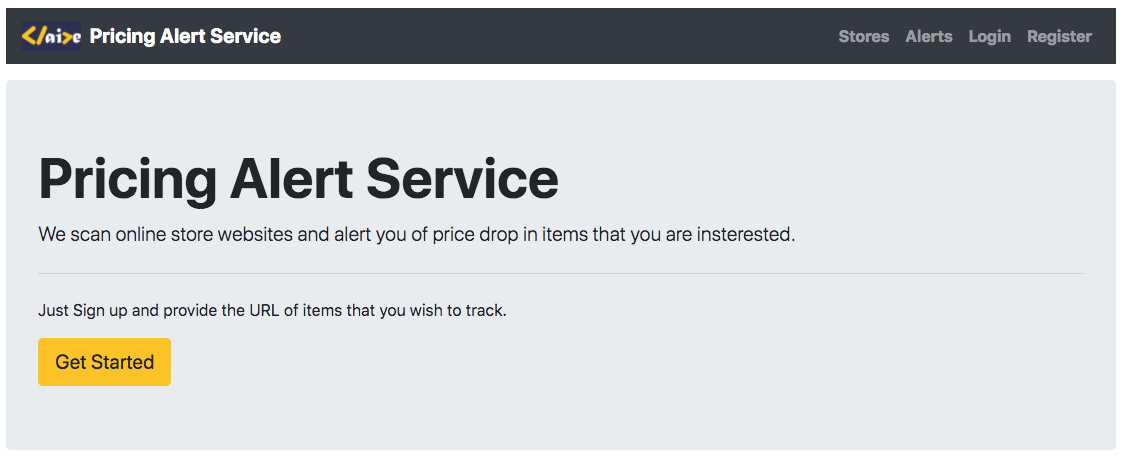 </aive Pricing Alert Service
Stores Alerts Login Register
Pricing Alert Service
We scan online store websites and alert you of price drop in items that you are insterested.
Just Sign up and provide the URL of items that you wish to track.
Get Started